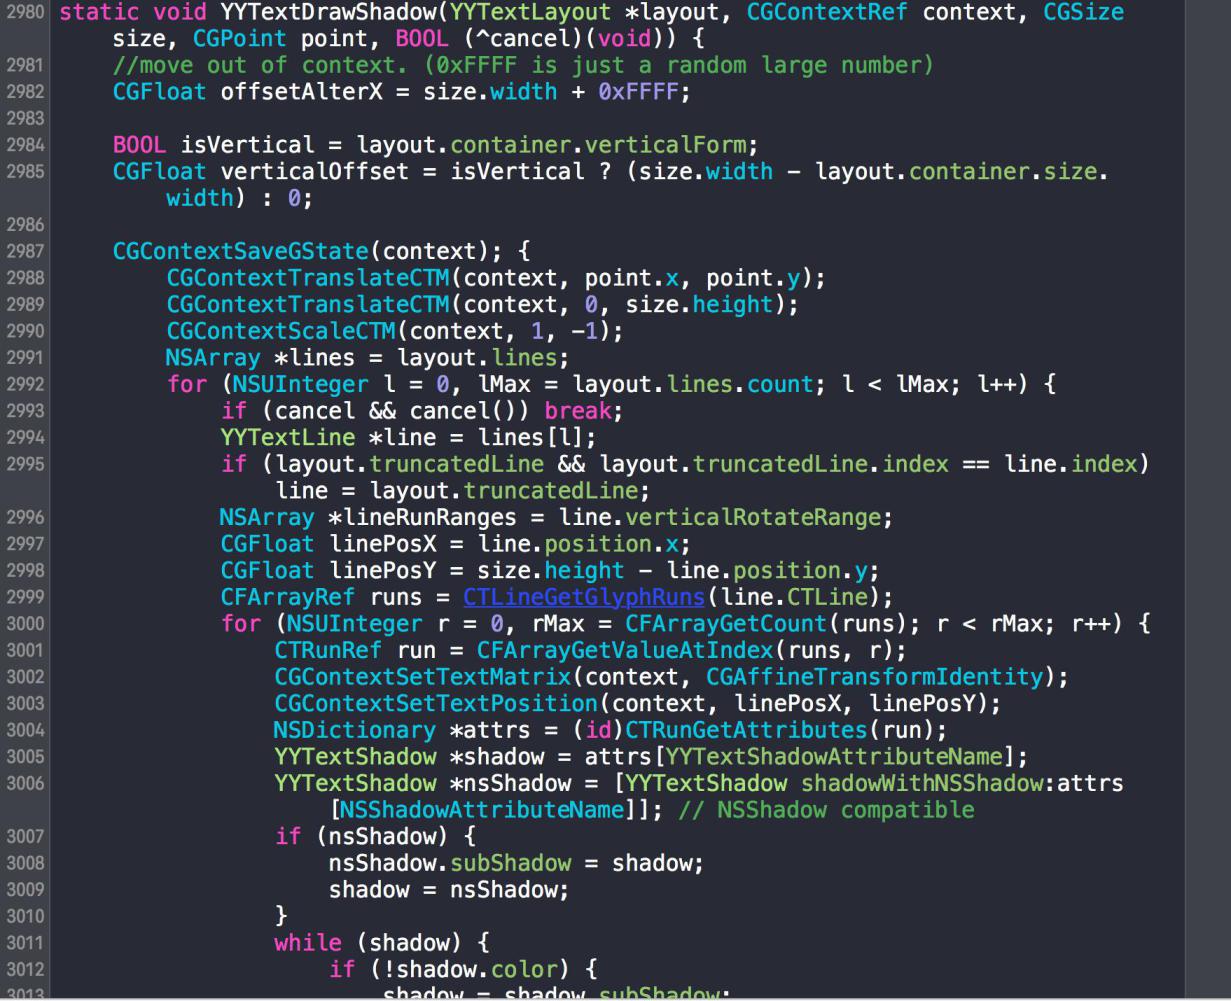 2980 static void YYTextDrawShadow(YYTextLayout *layout, CGContextRef context, CGSize
size, CGPoint point, BOOL (^cancel)(void)) {
2981 //move out of context. (0xFFFF is just a random large number)
2982 CGFloat offsetAlterX = size.width + 0xFFFF;
2983
2984 BOOL isVertical = layout.container.verticalForm;
2985 CGFloat verticalOffset = isVertical ? (size.width - layout.container.size.
width) : 0;
2986
2987 CGContextSaveGState(context); {
2988 CGContextTranslateCTM(context, point.x, point.y);
2989 CGContextTranslateCTM(context, 0, size.height);
2990 CGContextScaleCTM(context, 1, -1);
2991 NSArray *lines = layout.lines;
2992 for (NSUInteger l = 0, lMax = layout.lines.count; l < lMax; l++) {
2993 if (cancel && cancel()) break;
2994 YYTextLine *line = lines[l];
2995 if (layout.truncatedLine && layout.truncatedLine.index == line.index)
line = layout.truncatedLine;
2996 NSArray *lineRunRanges = line.verticalRotateRange;
2997 CGFloat linePosX = line.position.x;
2998 CGFloat linePosY = size.height - line.position.y;
2999 CFArrayRef runs = CTLineGetGlyphRuns(line.CTLine);
3000 for (NSUInteger r = 0, rMax = CFArrayGetCount(runs); r < rMax; r++) {
3001 CTRunRef run = CFArrayGetValueAtIndex(runs, r);
3002 CGContextSetTextMatrix(context, CGAffineTransformIdentity);
3003 CGContextSetTextPosition(context, linePosX, linePosY);
3004 NSDictionary *attrs = (id)CTRunGetAttributes(run);
3005 YYTextShadow *shadow = attrs[YYTextShadowAttributeName];
3006 YYTextShadow *nsShadow = [YYTextShadow shadowWithNSShadow:attrs
[NSShadowAttributeName]]; // NSShadow compatible
3007 if (nsShadow) {
3008 nsShadow.subShadow = shadow;
3009 shadow = nsShadow;
3010 }
3011 while (shadow) {
3012 if (!shadow.color) {
3013 shadow = shadow.subShadow;